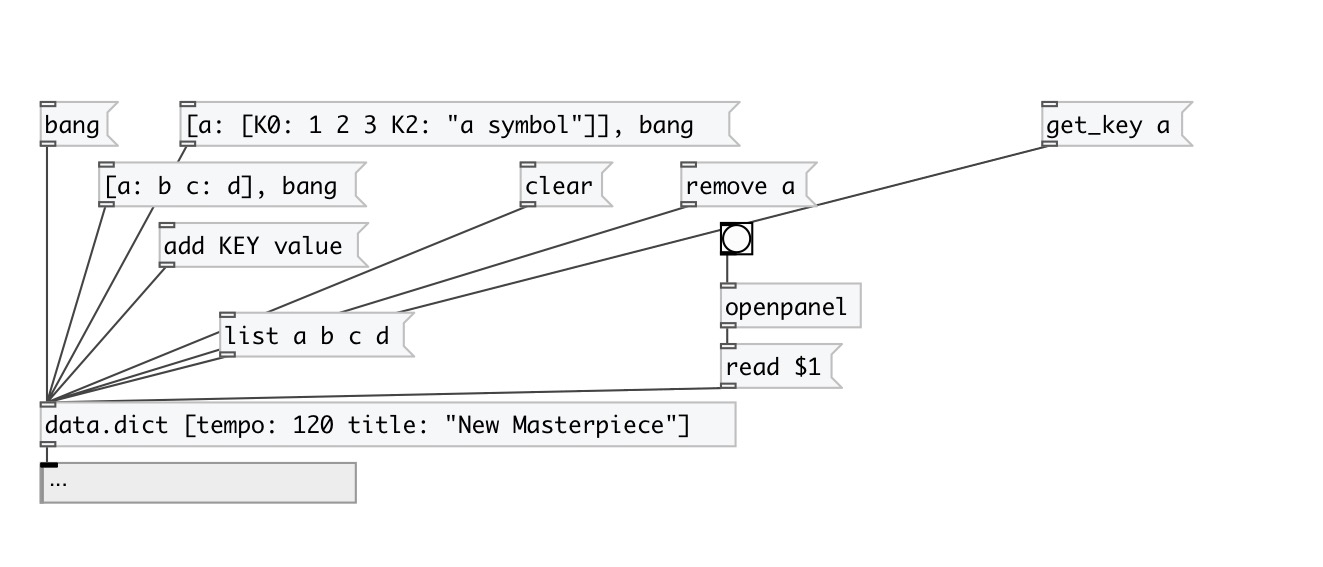 bang
[a: [K0: 1 2 3 K2: "a symbol"]], bang
get_key a
[a: b c: d], bang
clear
remove a
add KEY value
openpanel
list a b c d
read $1
data.dict [tempo: 120 title: "New Masterpiece"]
...